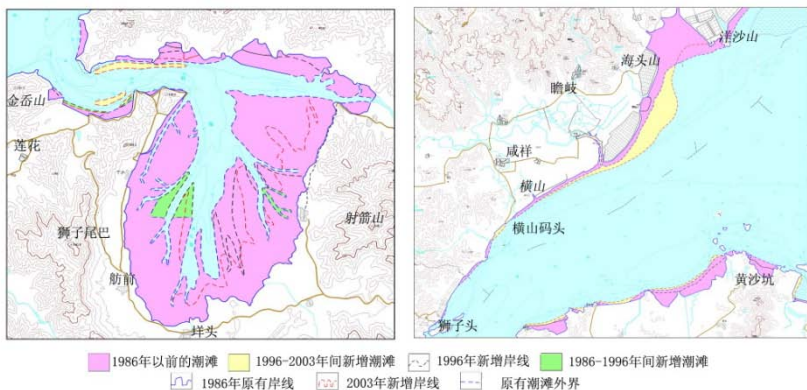 金岙山
莲花
狮子尾巴
舫前
垟头
射箭山
洋沙山
海头山
瞻岐
咸祥
横山
横山码头
狮子头
黄沙坑
1986年以前的潮滩 1996-2003年间新增潮滩 1996年新增岸线 1986-1996年间新增潮滩
1986年原有岸线 2003年新增岸线 原有潮滩外界